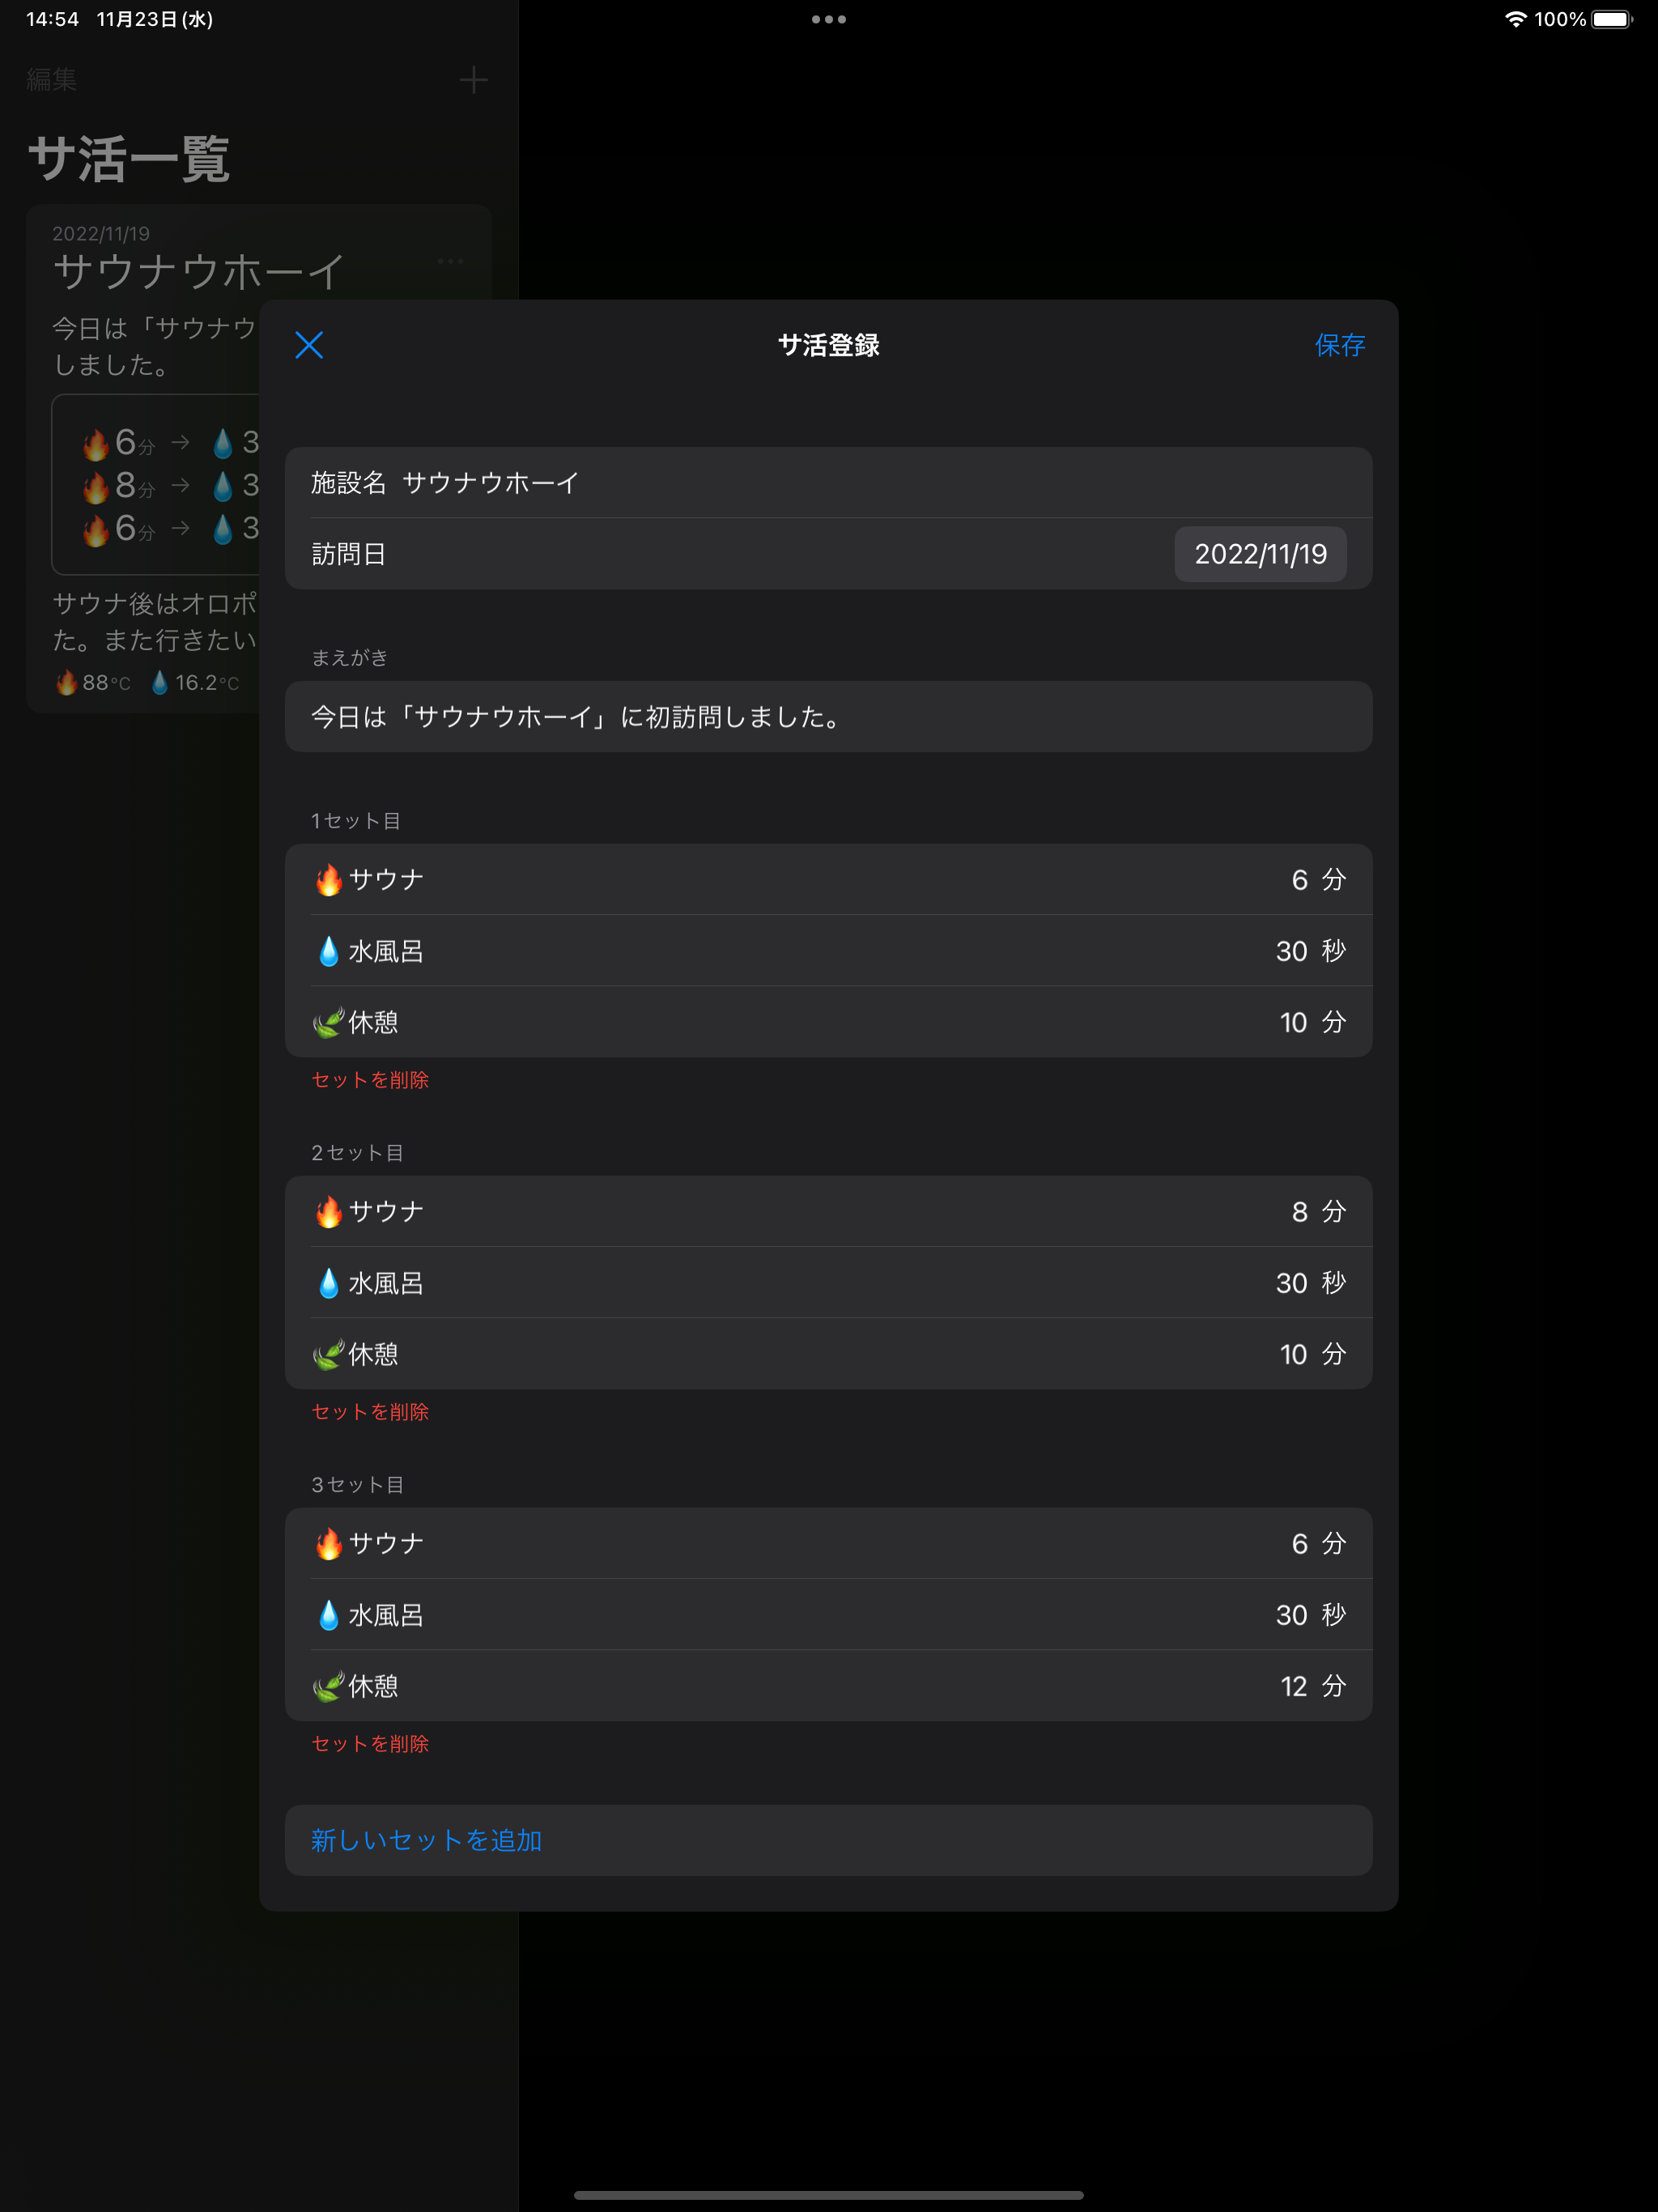 14:54 11月23日(水)
100%
編集
サ活一覧
2022/11/19
サウナウホーイ
今日は「サウナウ
しました。
🔥6分 → 💧3
🔥8分 → 💧3
🔥6分 → 💧3
サウナ後はオロポ
た。また行きたい
🔥88℃ 💧16.2℃
サ活登録
保存
施設名 サウナウホーイ
訪問日 2022/11/19
まえがき
今日は「サウナウホーイ」に初訪問しました。
1セット目
🔥サウナ 6 分
💧水風呂 30 秒
🍃休憩 10 分
セットを削除
2セット目
🔥サウナ 8 分
💧水風呂 30 秒
🍃休憩 10 分
セットを削除
3セット目
🔥サウナ 6 分
💧水風呂 30 秒
🍃休憩 12 分
セットを削除
新しいセットを追加